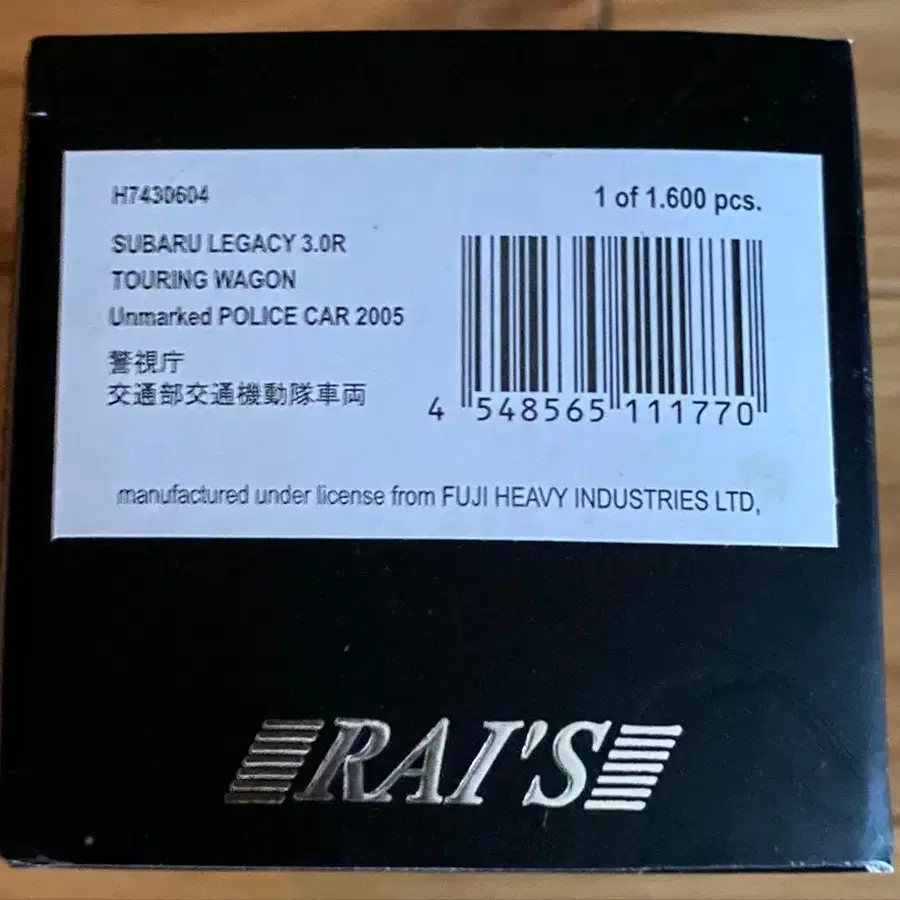 H7430604
1 of 1.600 pcs.
SUBARU LEGACY 3.0R
TOURING WAGON
Unmarked POLICE CAR 2005
警視庁
交通部交通機動隊車両
4 548565 111770
manufactured under license from FUJI HEAVY INDUSTRIES LTD,
RAI'S